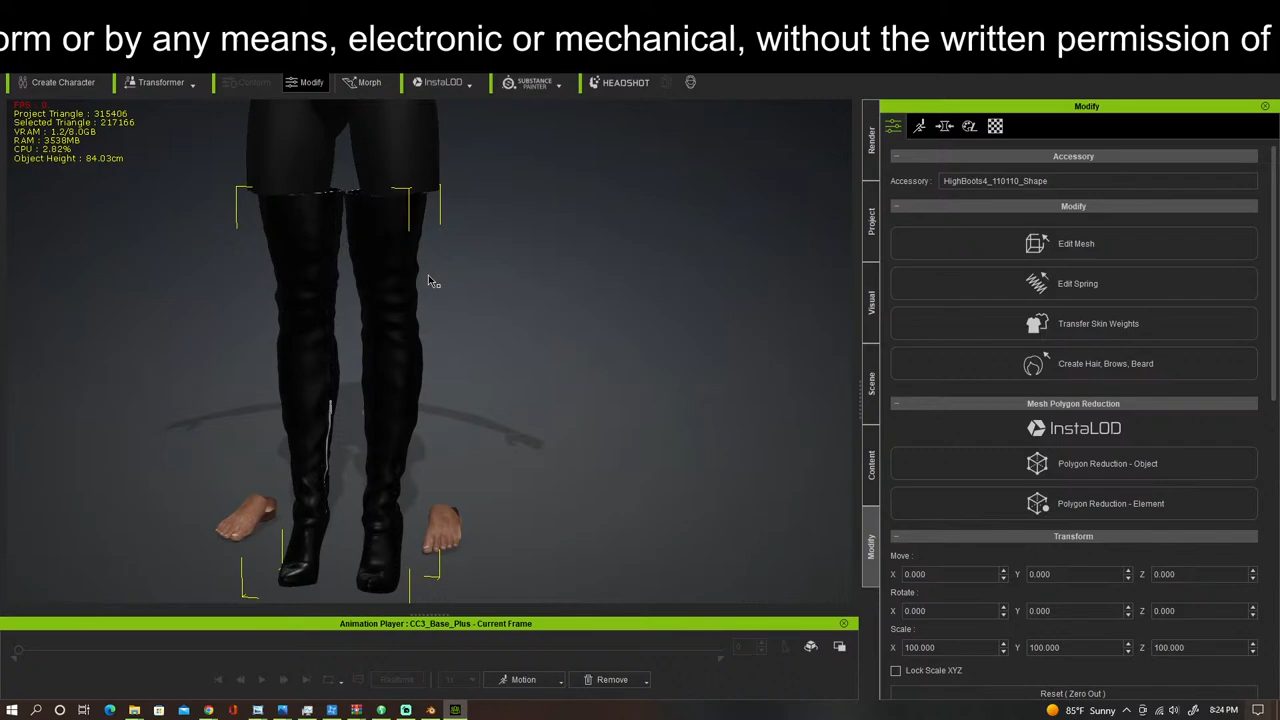 orm or by any means, electronic or mechanical, without the written permission of
Create Character
Transformer
Conform
Modify
Morph
InstaLOD
SUBSTANCE PAINTER
HEADSHOT
FPS : 0
Project Triangle : 315406
Selected Triangle : 217166
VRAM : 1.2/8.0GB
RAM : 3538MB
CPU : 2.82%
Object Height : 84.03cm
Render
Project
Visual
Scene
Content
Modify
Modify
Accessory
Accessory : HighBoots4_110110_Shape
Modify
Edit Mesh
Edit Spring
Transfer Skin Weights
Create Hair, Brows, Beard
Mesh Polygon Reduction
InstaLOD
Polygon Reduction - Object
Polygon Reduction - Element
Transform
Move :
X 0.000 Y 0.000 Z 0.000
Rotate :
X 0.000 Y 0.000 Z 0.000
Scale :
X 100.000 Y 100.000 Z 100.000
Lock Scale XYZ
Reset ( Zero Out )
Animation Player : CC3_Base_Plus - Current Frame
0
Realtime
Motion
Remove
85°F Sunny
8:24 PM